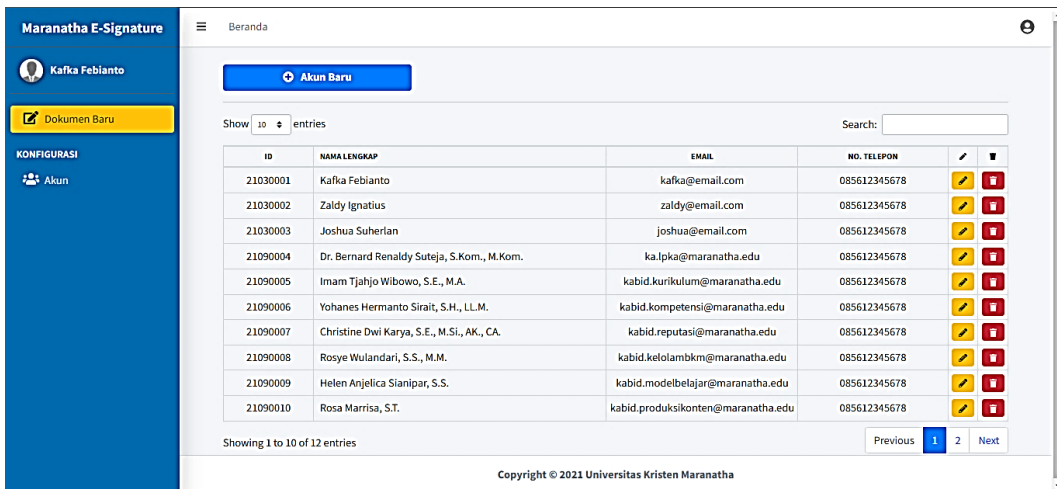 Maranatha E-Signature
Beranda
Kafka Febianto
Akun Baru
Dokumen Baru
Show 10 entries
Search:
KONFIGURASI
Akun
ID NAMA LENGKAP EMAIL NO. TELEPON
21030001 Kafka Febianto kafka@email.com 085612345678
21030002 Zaldy Ignatius zaldy@email.com 085612345678
21030003 Joshua Suherlan joshua@email.com 085612345678
21090004 Dr. Bernard Renaldy Suteja, S.Kom., M.Kom. ka.lpka@maranatha.edu 085612345678
21090005 Imam Tjahjo Wibowo, S.E., M.A. kabid.kurikulum@maranatha.edu 085612345678
21090006 Yohanes Hermanto Sirait, S.H., LL.M. kabid.kompetensi@maranatha.edu 085612345678
21090007 Christine Dwi Karya, S.E., M.Si., AK., CA. kabid.reputasi@maranatha.edu 085612345678
21090008 Rosye Wulandari, S.S., M.M. kabid.kelolambkm@maranatha.edu 085612345678
21090009 Helen Anjelica Sianipar, S.S. kabid.modelbelajar@maranatha.edu 085612345678
21090010 Rosa Marrisa, S.T. kabid.produksikonten@maranatha.edu 085612345678
Showing 1 to 10 of 12 entries
Previous 1 2 Next
Copyright © 2021 Universitas Kristen Maranatha